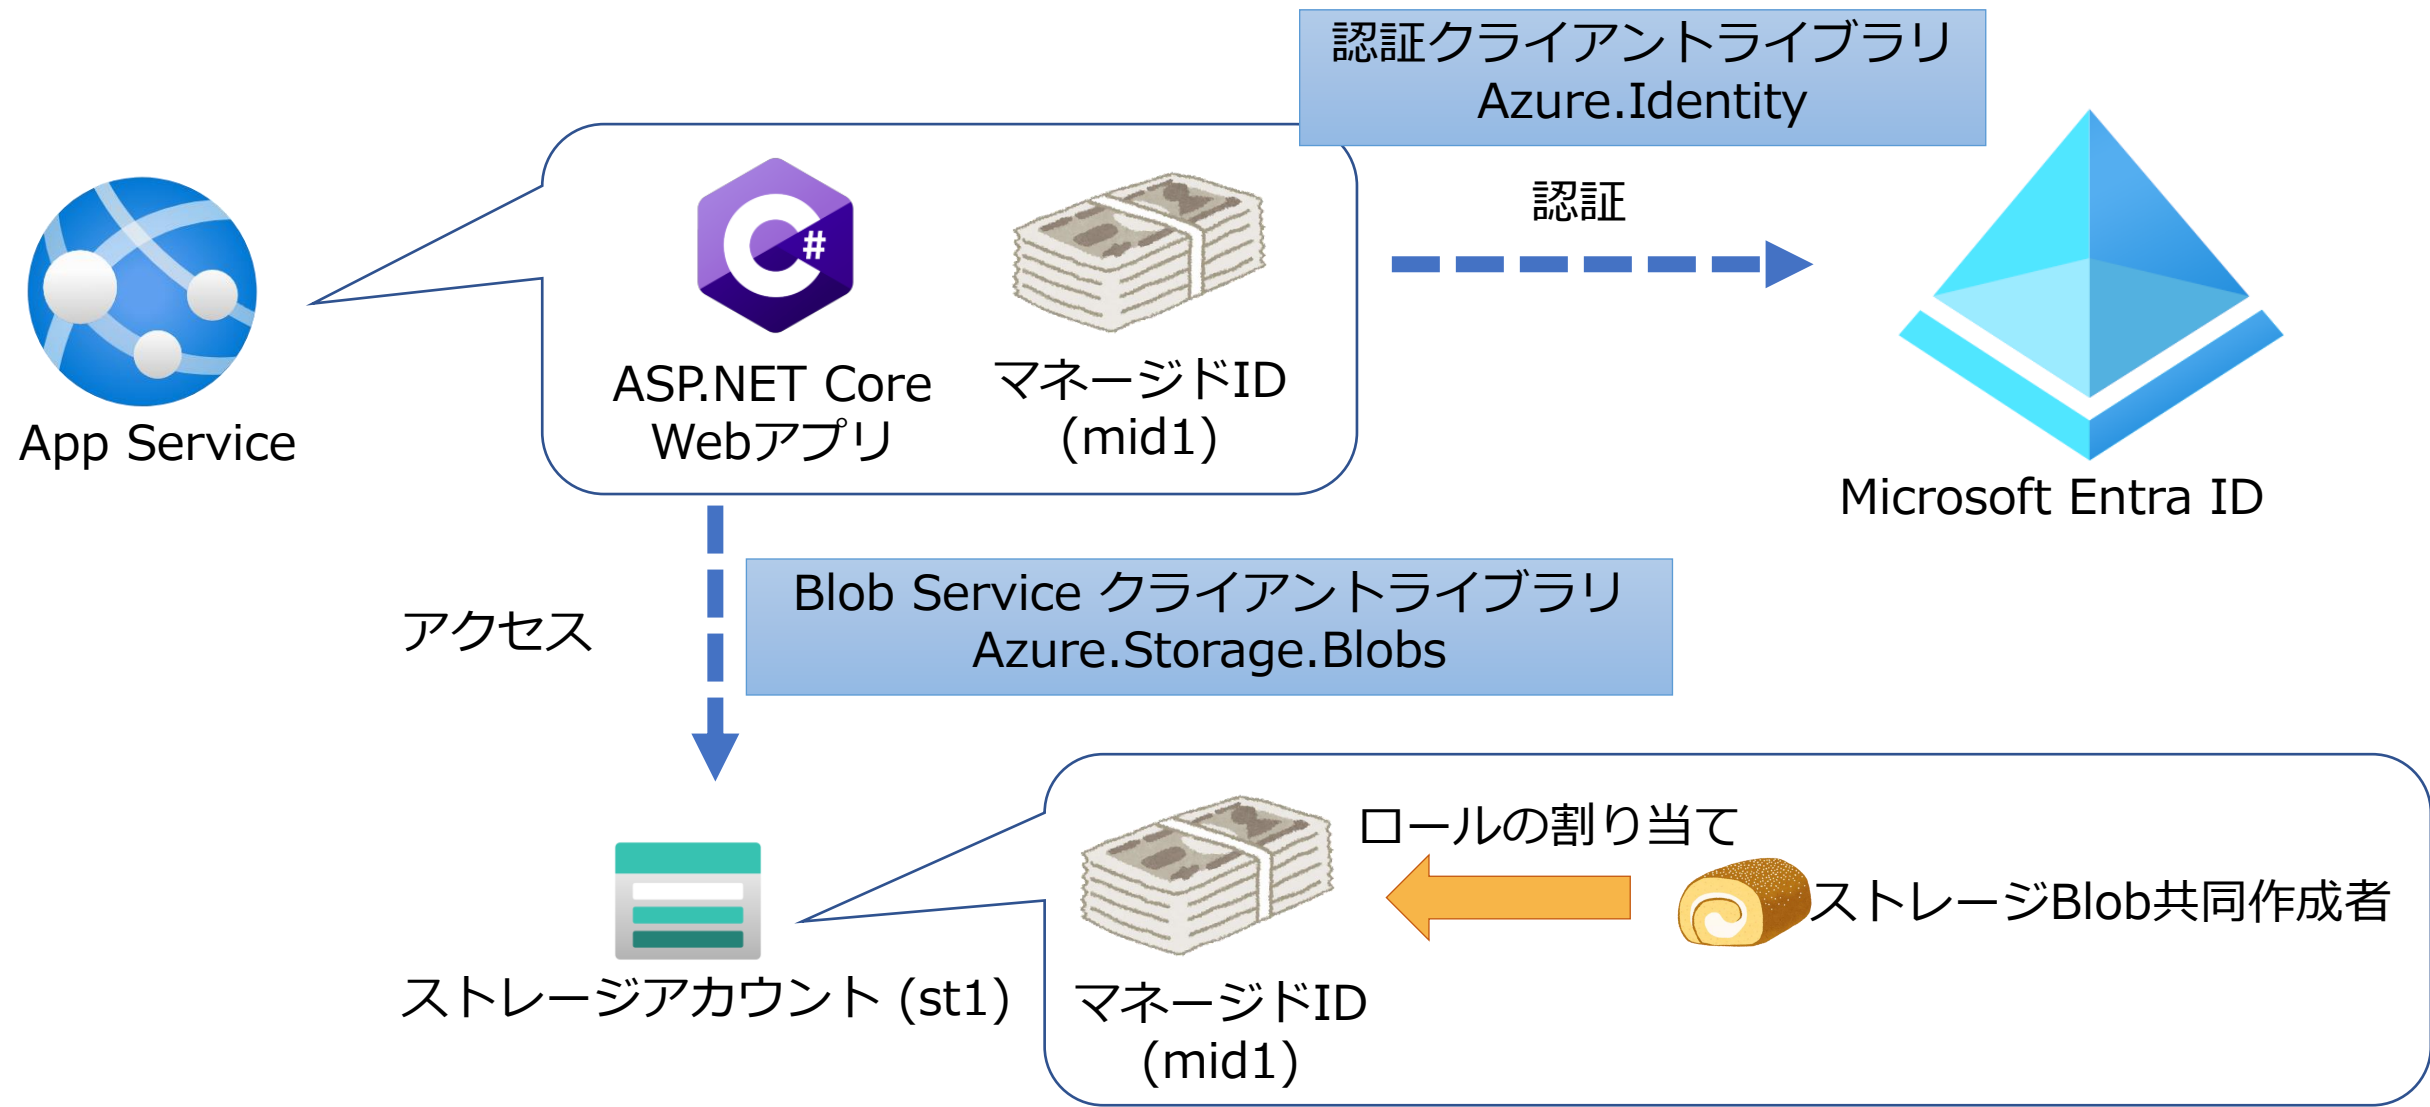 認証クライアントライブラリ
Azure.Identity
認証
App Service
C#
ASP.NET Core
Webアプリ
マネージドID
(mid1)
Microsoft Entra ID
アクセス
Blob Service クライアントライブラリ
Azure.Storage.Blobs
ストレージアカウント (st1)
マネージドID
(mid1)
ロールの割り当て
ストレージBlob共同作成者